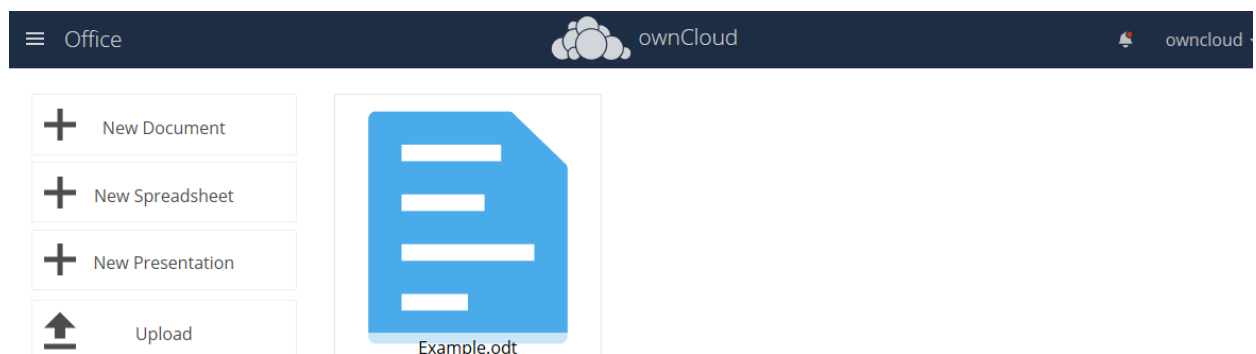 Office
ownCloud
owncloud
New Document
New Spreadsheet
New Presentation
Upload
Example.odt